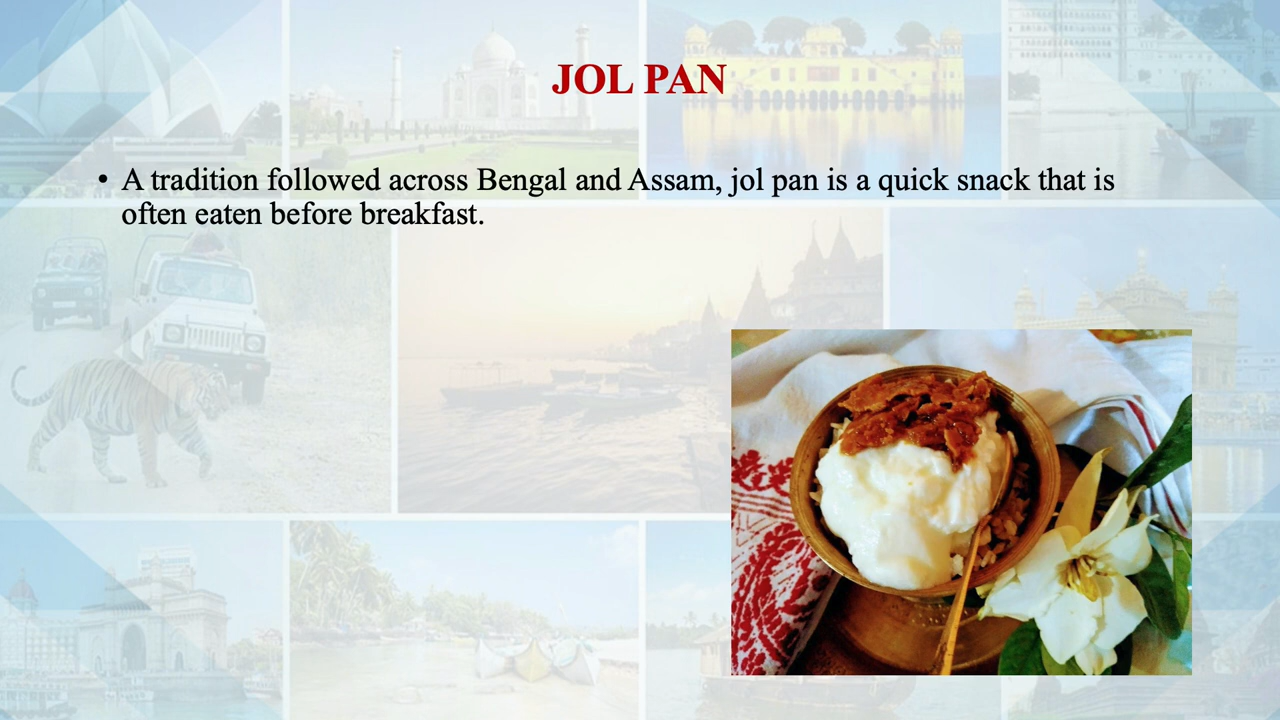 JOL PAN
• A tradition followed across Bengal and Assam, jol pan is a quick snack that is
often eaten before breakfast.